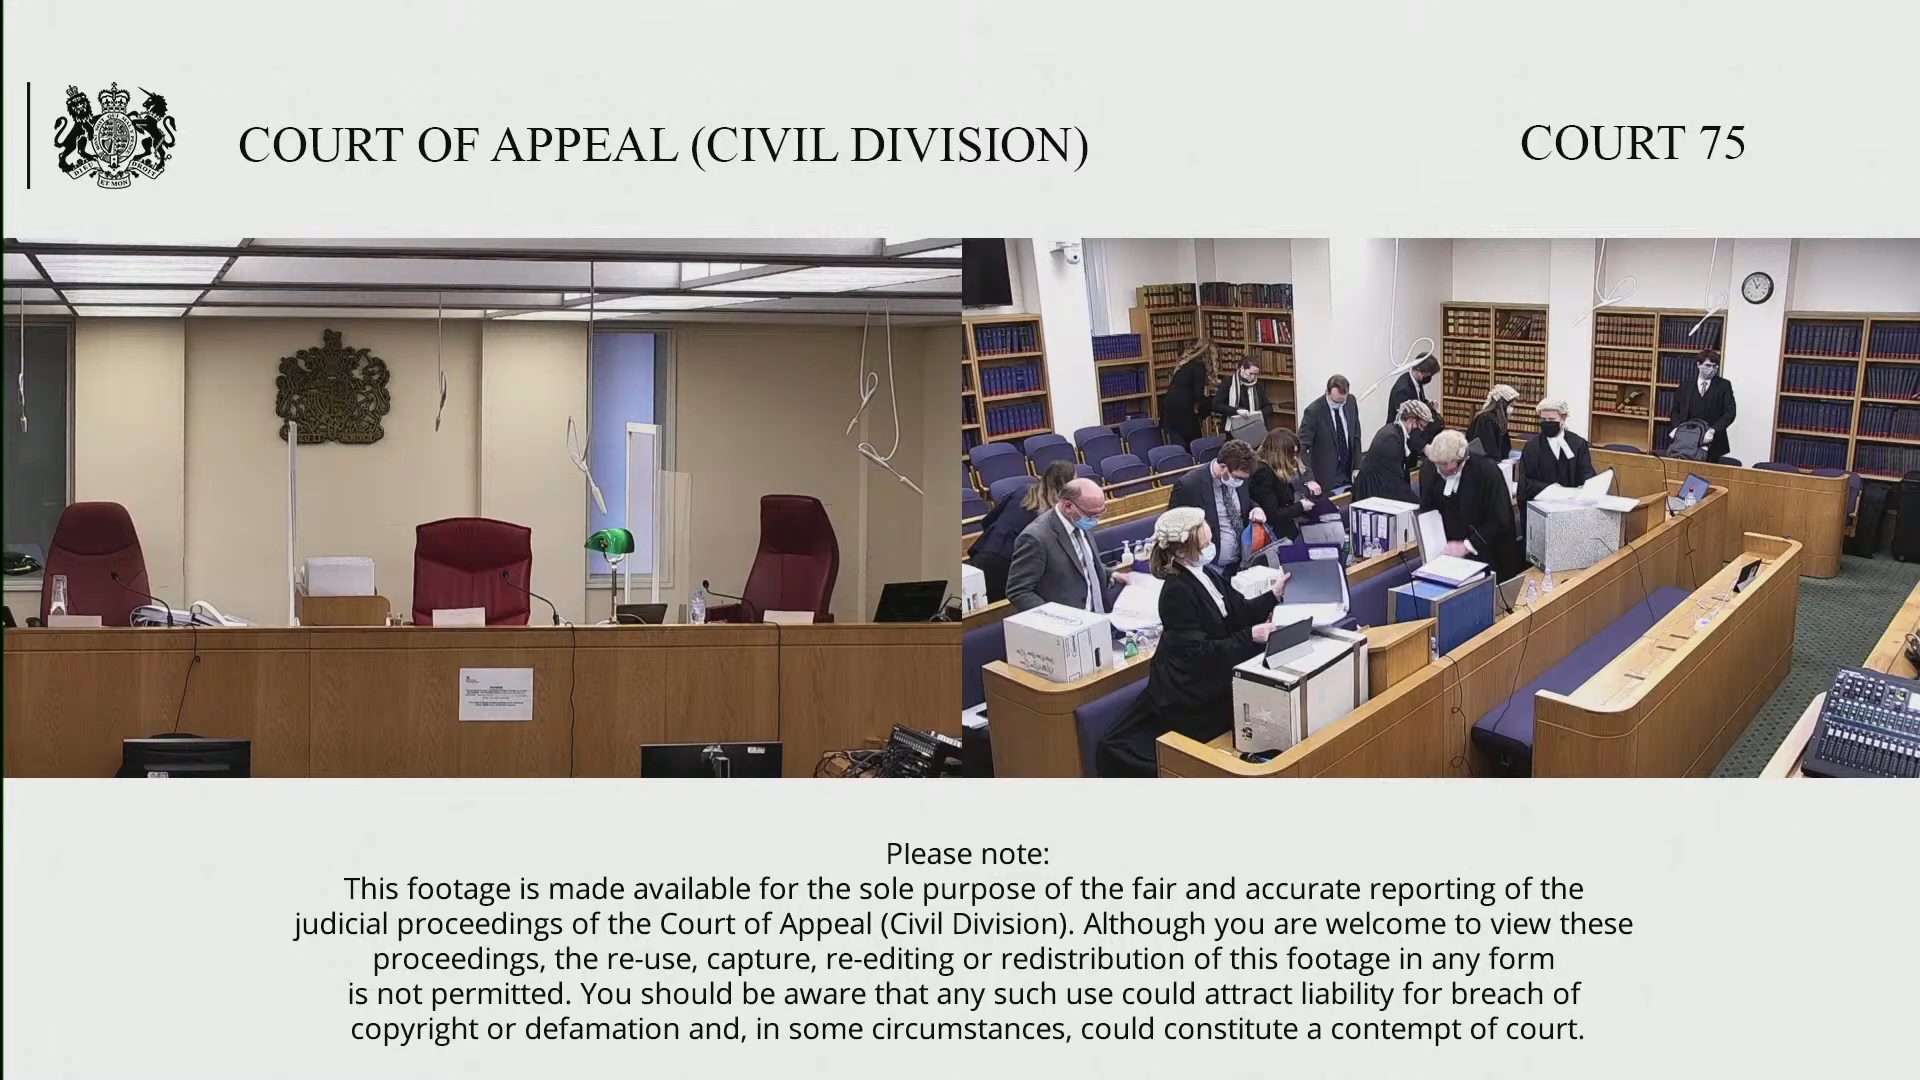 COURT OF APPEAL (CIVIL DIVISION)
COURT 75
DIEU ET MON DROIT
Please note:
This footage is made available for the sole purpose of the fair and accurate reporting of the
judicial proceedings of the Court of Appeal (Civil Division). Although you are welcome to view these
proceedings, the re-use, capture, re-editing or redistribution of this footage in any form
is not permitted. You should be aware that any such use could attract liability for breach of
copyright or defamation and, in some circumstances, could constitute a contempt of court.